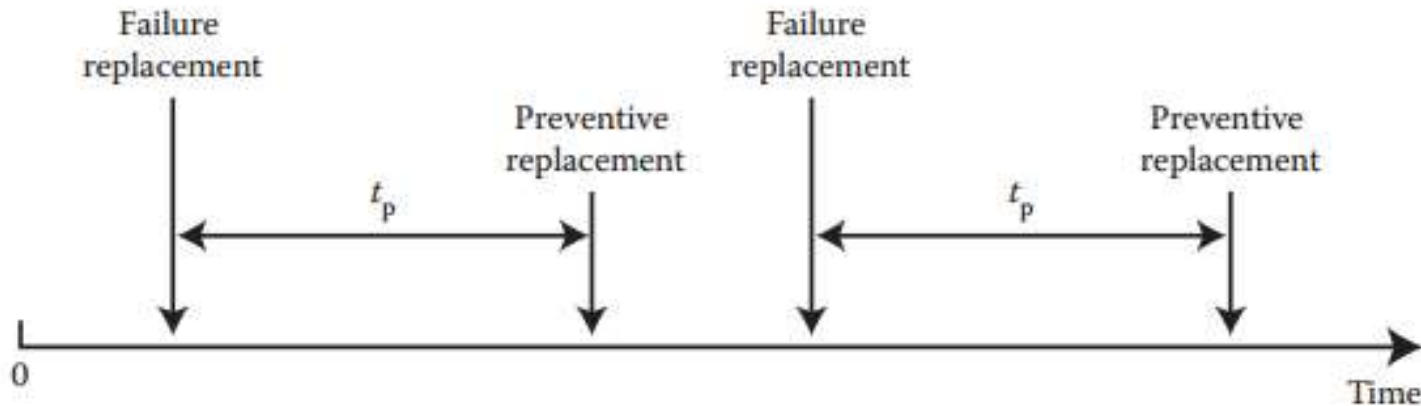 Failure
replacement
Failure
replacement
Preventive
replacement
Preventive
replacement
tp
tp
0
Time